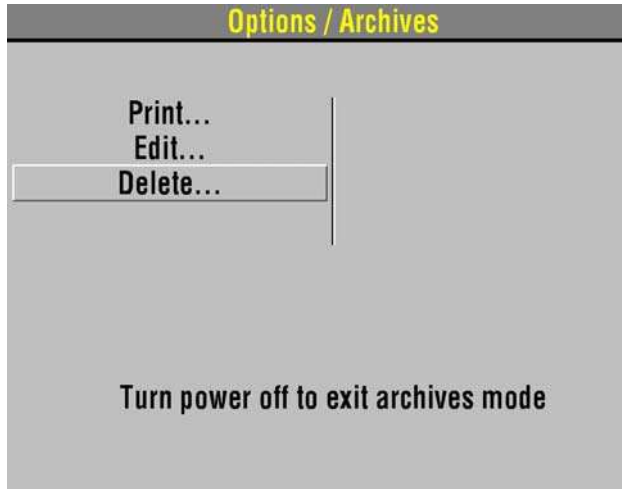 Options / Archives
Print...
Edit...
Delete...
Turn power off to exit archives mode